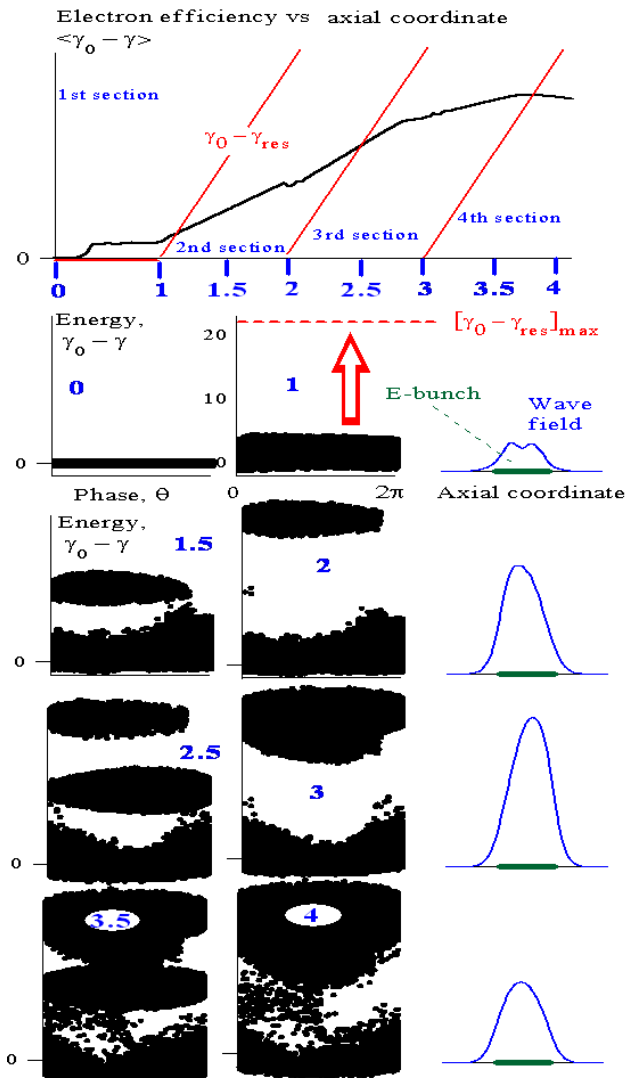 Electron efficiency vs axial coordinate
<γ0 – γ>
1st section
γ0 – γres
2nd section
3rd section
4th section
0
0 1 1.5 2 2.5 3 3.5 4
Energy,
γ0 – γ
0
0
20
10
0
1
[γ0 – γres]max
E-bunch
Wave
field
Phase, Θ
0 2π
Axial coordinate
Energy,
γ0 – γ
1.5
0
2
2.5
0
3
3.5
0
4